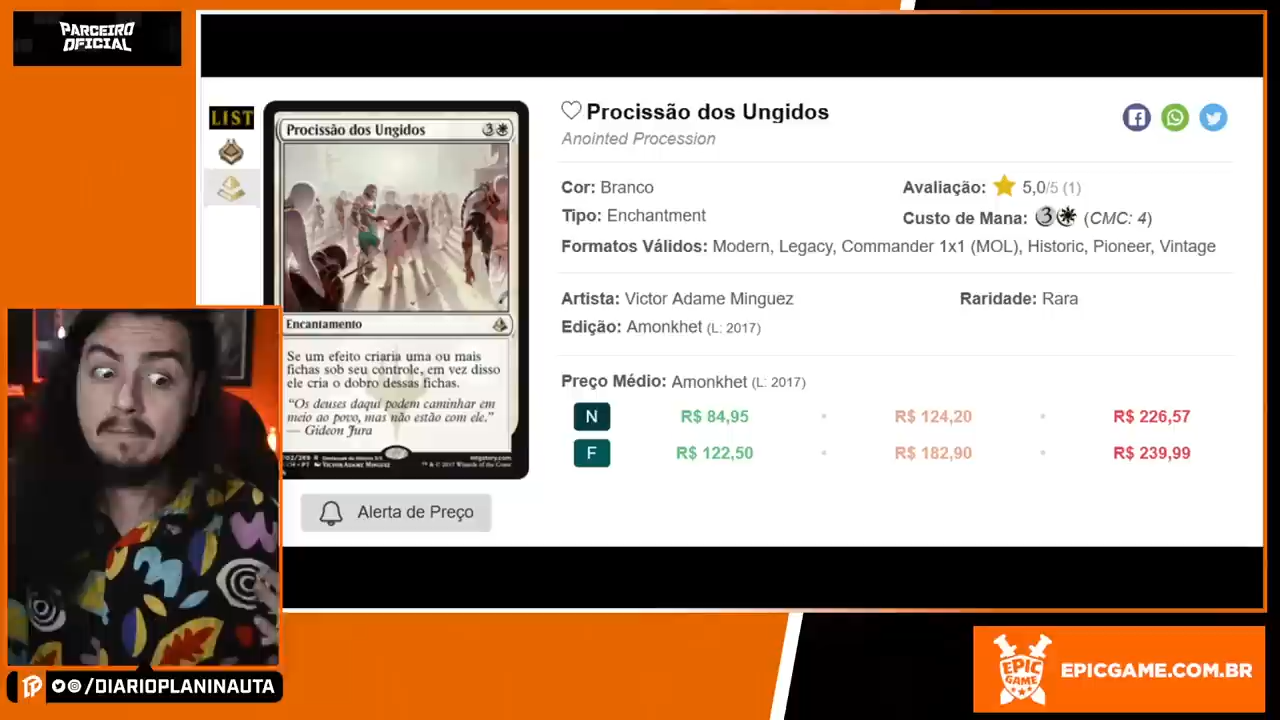 PARCEIRO
OFICIAL
LIST
Procissão dos Ungidos 3
Encantamento
Se um efeito criaria uma ou mais
fichas sob seu controle, em vez disso
ele cria o dobro dessas fichas.
“Os deuses daqui podem caminhar em
meio ao povo, mas não estão com ele.”
— Gideon Jura
Alerta de Preço
Procissão dos Ungidos
Anointed Procession
Cor: Branco
Avaliação: 5,0/5 (1)
Tipo: Enchantment
Custo de Mana: 3 (CMC: 4)
Formatos Válidos: Modern, Legacy, Commander 1x1 (MOL), Historic, Pioneer, Vintage
Artista: Victor Adame Minguez
Raridade: Rara
Edição: Amonkhet (L: 2017)
Preço Médio: Amonkhet (L: 2017)
N R$ 84,95 R$ 124,20 R$ 226,57
F R$ 122,50 R$ 182,90 R$ 239,99
/DIARIOPLANINAUTA
EPIC
GAME
EPICGAME.COM.BR